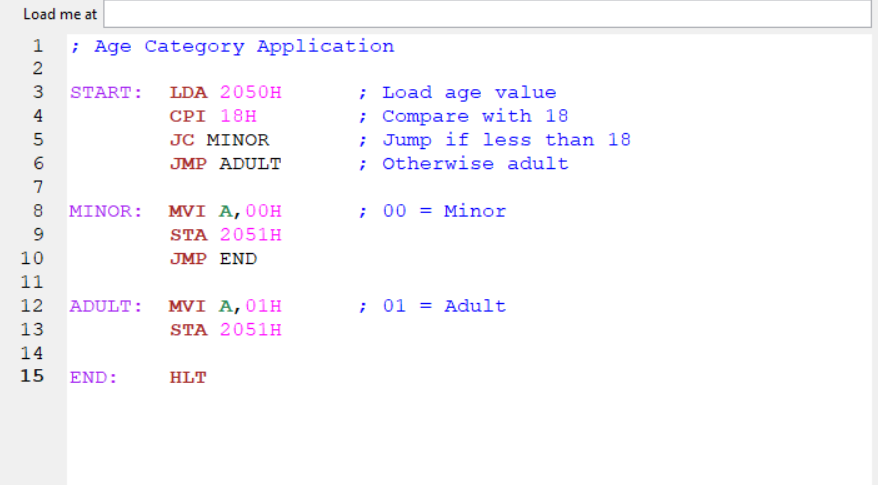 Load me at
1 ; Age Category Application
2
3 START: LDA 2050H ; Load age value
4 CPI 18H ; Compare with 18
5 JC MINOR ; Jump if less than 18
6 JMP ADULT ; Otherwise adult
7
8 MINOR: MVI A,00H ; 00 = Minor
9 STA 2051H
10 JMP END
11
12 ADULT: MVI A,01H ; 01 = Adult
13 STA 2051H
14
15 END: HLT